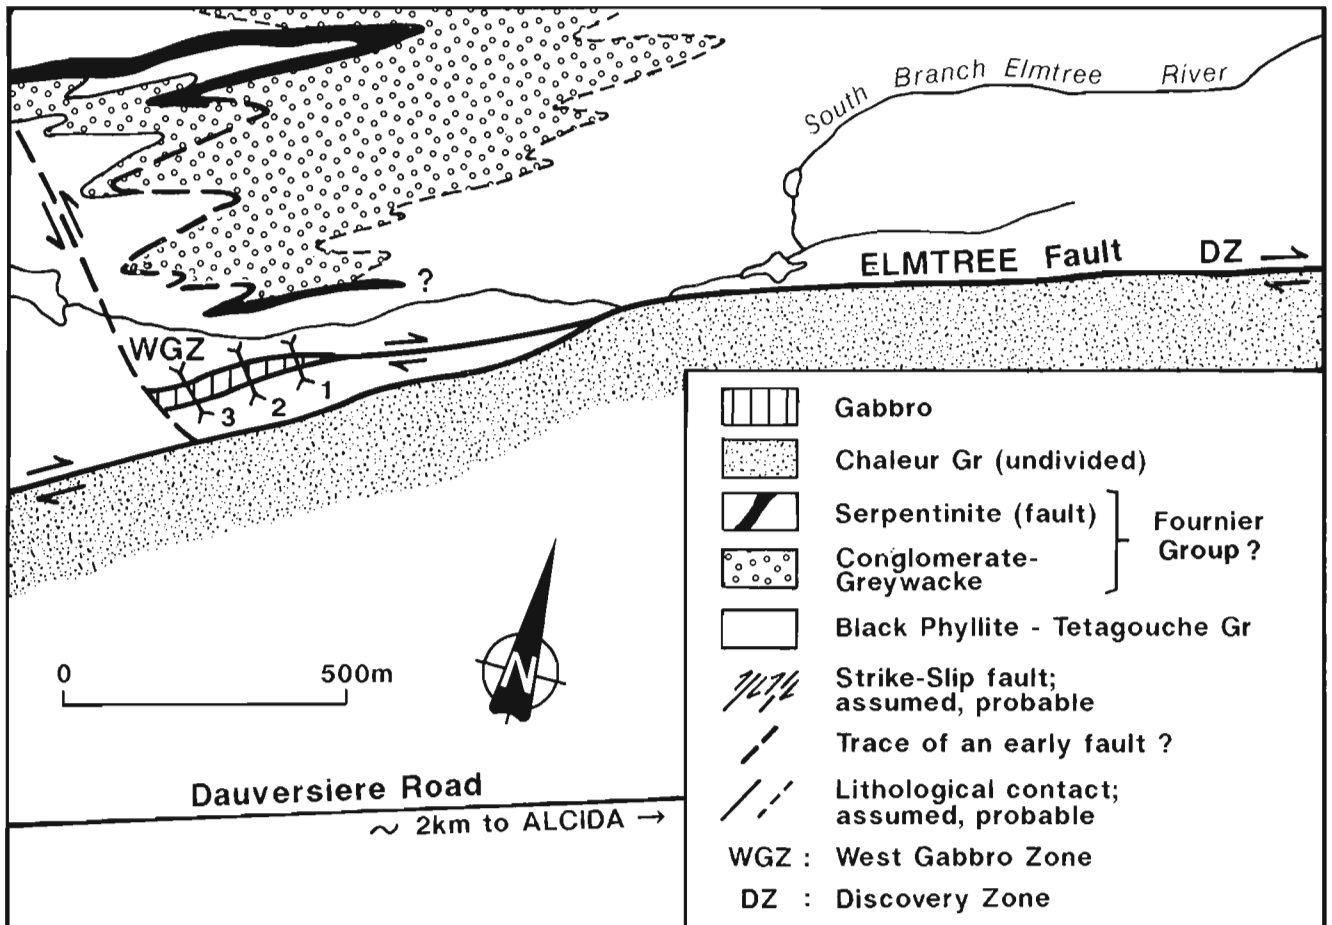 South Branch Elmtree River
ELMTREE Fault DZ
?
WGZ
1
2
3
Gabbro
Chaleur Gr (undivided)
Serpentinite (fault)
Conglomerate-
Greywacke
Fournier
Group ?
Black Phyllite - Tetagouche Gr
Strike-Slip fault;
assumed, probable
Trace of an early fault ?
Lithological contact;
assumed, probable
WGZ : West Gabbro Zone
DZ : Discovery Zone
N
0 500m
Dauversiere Road
~ 2km to ALCIDA →